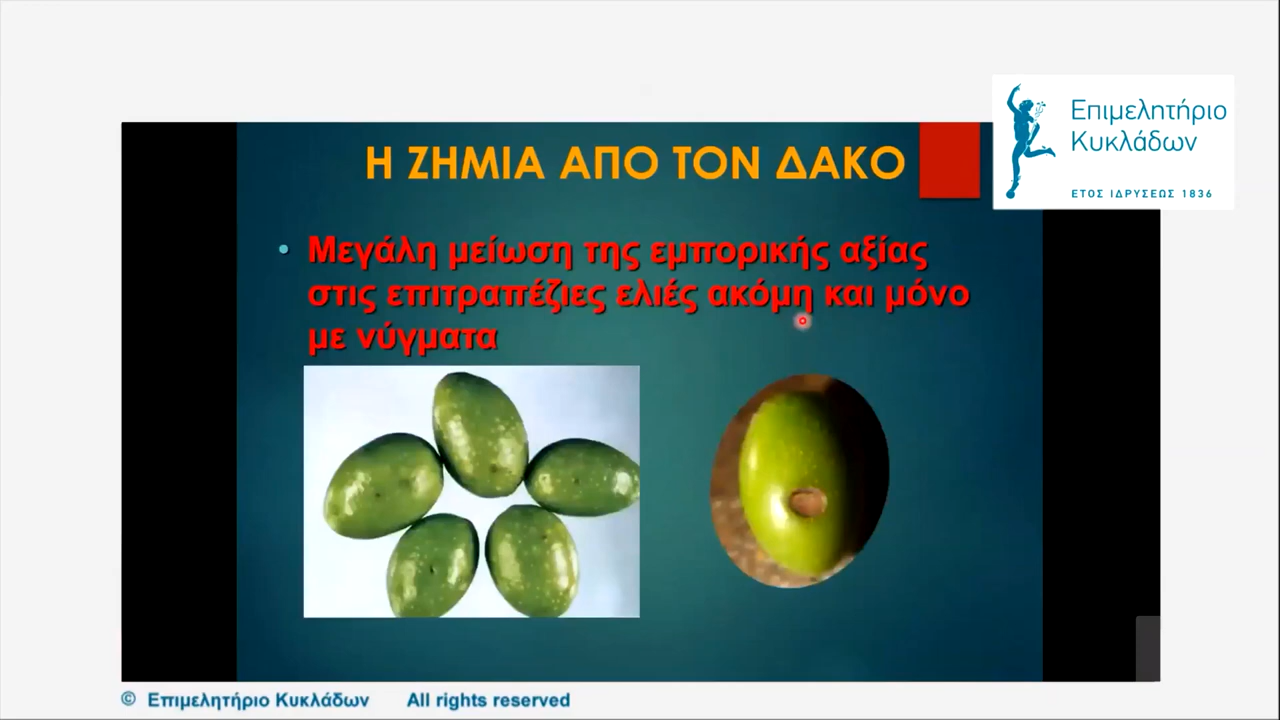 Επιμελητήριο
Κυκλάδων
ΕΤΟΣ ΙΔΡΥΣΕΩΣ 1836
Η ΖΗΜΙΑ ΑΠΟ ΤΟΝ ΔΑΚΟ
• Μεγάλη μείωση της εμπορικής αξίας
στις επιτραπέζιες ελιές ακόμη και μόνο
με νύγματα
© Επιμελητήριο Κυκλάδων All rights reserved